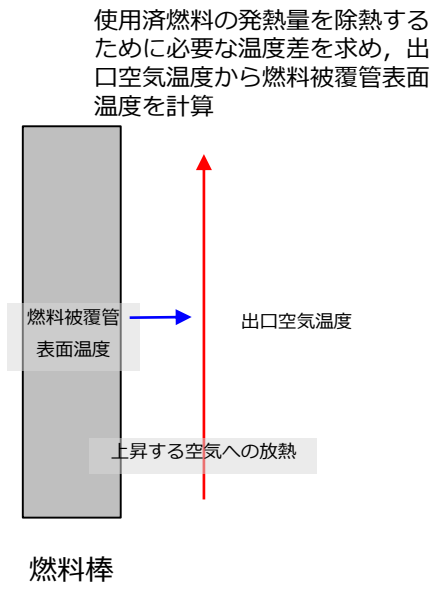 使用済燃料の発熱量を除熱する
ために必要な温度差を求め，出
口空気温度から燃料被覆管表面
温度を計算
燃料被覆管
表面温度
出口空気温度
上昇する空気への放熱
燃料棒